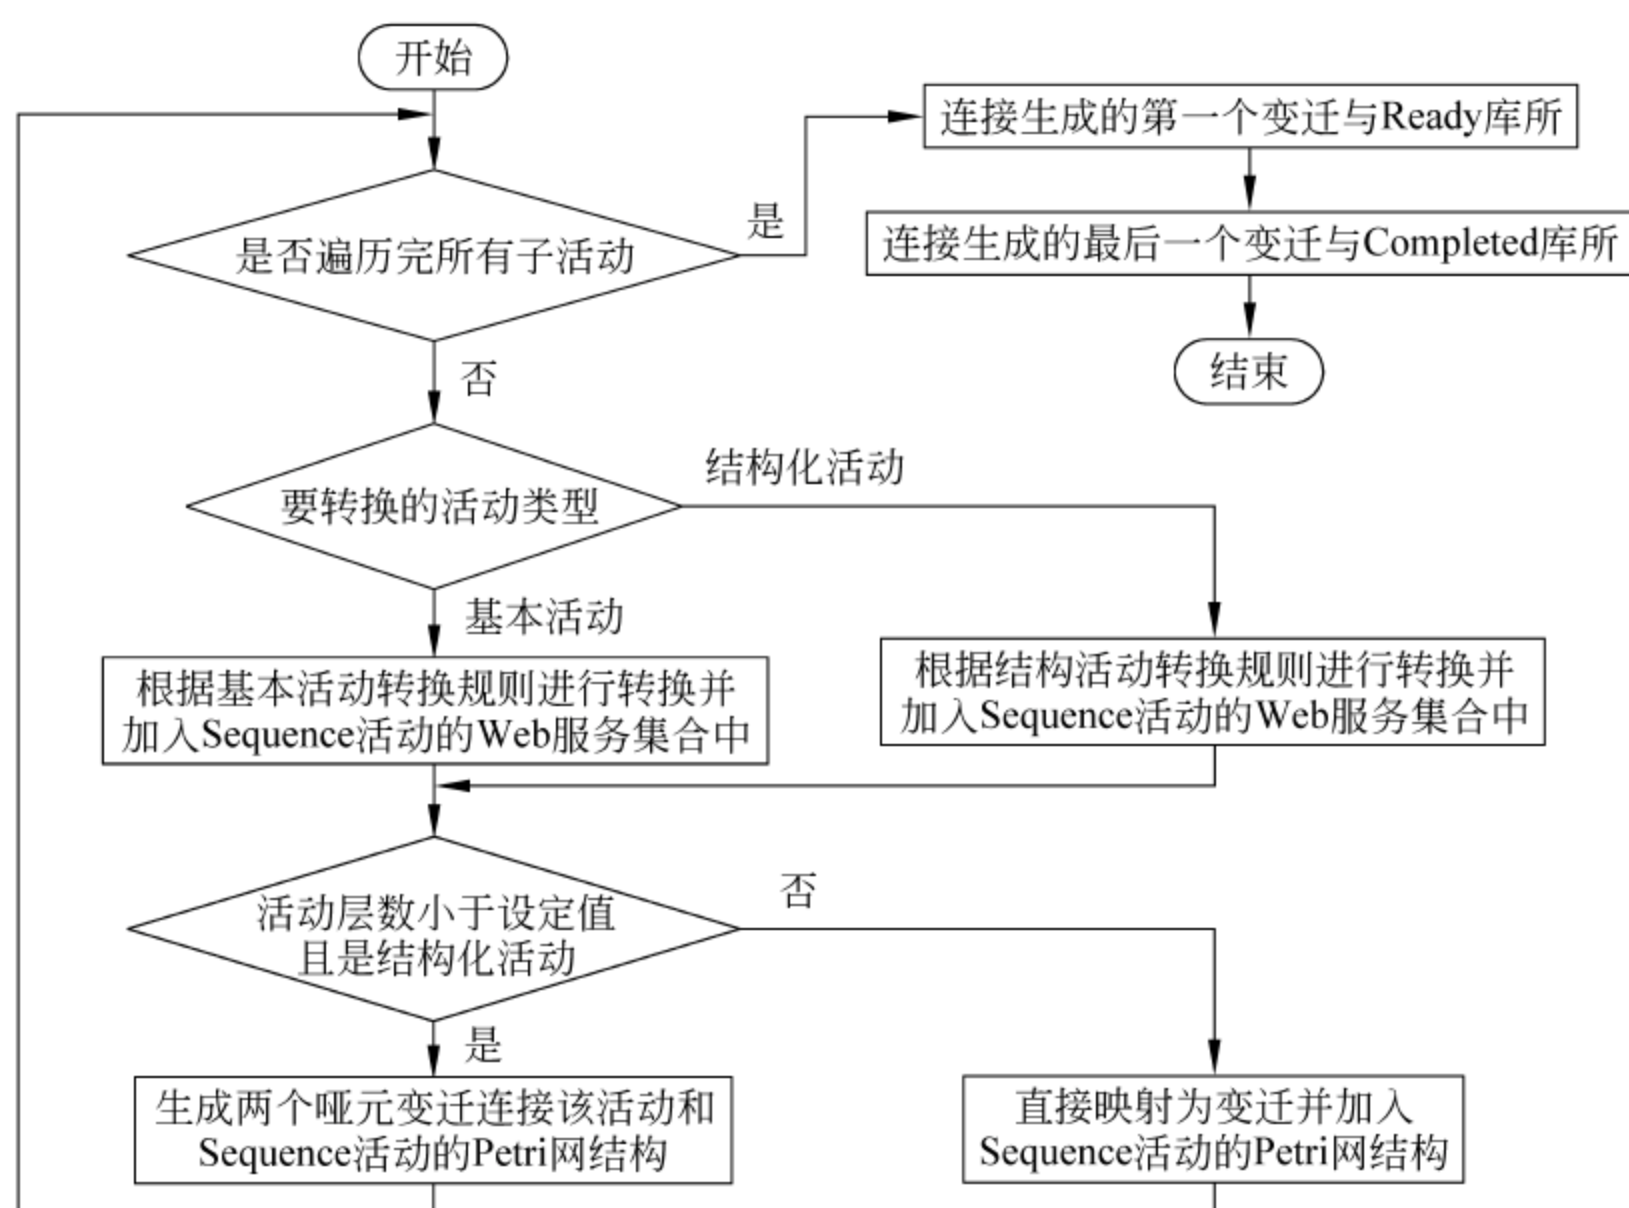 开始
连接生成的第一个变迁与Ready库所
是
连接生成的最后一个变迁与Completed库所
是否遍历完所有子活动
结束
否
结构化活动
要转换的活动类型
基本活动
根据基本活动转换规则进行转换并
加入Sequence活动的Web服务集合中
根据结构活动转换规则进行转换并
加入Sequence活动的Web服务集合中
否
活动层数小于设定值
且是结构化活动
是
生成两个哑元变迁连接该活动和
Sequence活动的Petri网结构
直接映射为变迁并加入
Sequence活动的Petri网结构